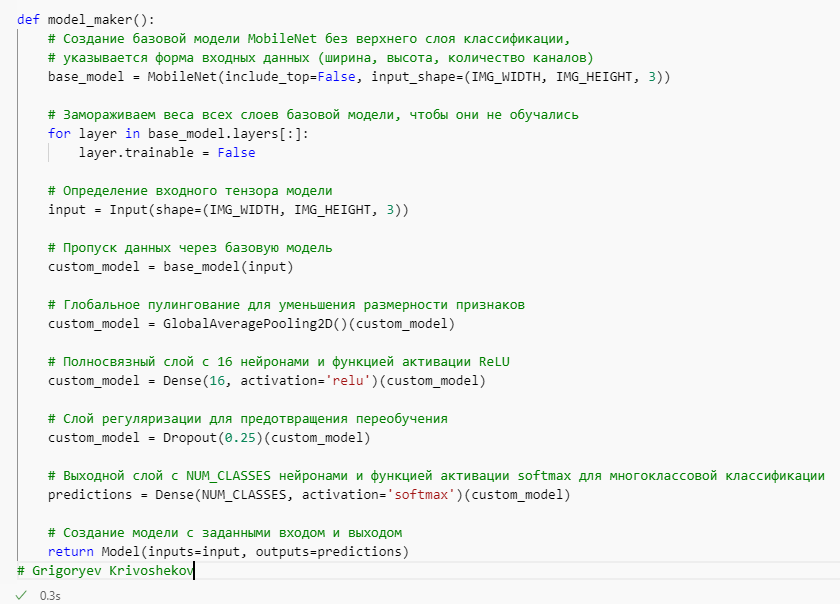 def model_maker():
    # Создание базовой модели MobileNet без верхнего слоя классификации,
    # указывается форма входных данных (ширина, высота, количество каналов)
    base_model = MobileNet(include_top=False, input_shape=(IMG_WIDTH, IMG_HEIGHT, 3))
    # Замораживаем веса всех слоев базовой модели, чтобы они не обучались
    for layer in base_model.layers[:]:
        layer.trainable = False
    # Определение входного тензора модели
    input = Input(shape=(IMG_WIDTH, IMG_HEIGHT, 3))
    # Пропуск данных через базовую модель
    custom_model = base_model(input)
    # Глобальное пулингование для уменьшения размерности признаков
    custom_model = GlobalAveragePooling2D()(custom_model)
    # Полносвязный слой с 16 нейронами и функцией активации ReLU
    custom_model = Dense(16, activation='relu')(custom_model)
    # Слой регуляризации для предотвращения переобучения
    custom_model = Dropout(0.25)(custom_model)
    # Выходной слой с NUM_CLASSES нейронами и функцией активации softmax для многоклассовой классификации
    predictions = Dense(NUM_CLASSES, activation='softmax')(custom_model)
    # Создание модели с заданными входом и выходом
    return Model(inputs=input, outputs=predictions)
# Grigoryev Krivoshekov
0.3s